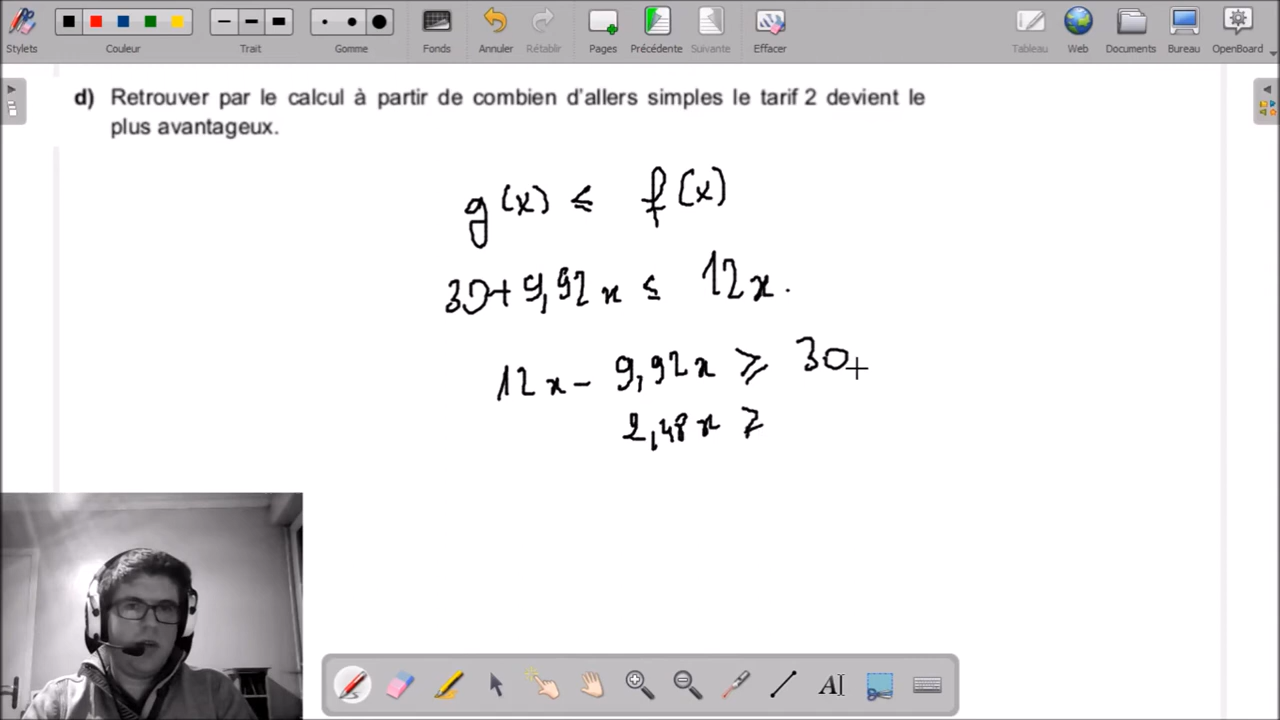 Stylets
Couleur
Trait
Gomme
Fonds
Annuler
Rétablir
Pages
Précédente
Suivante
Effacer
Tableau
Web
Documents
Bureau
OpenBoard
d) Retrouver par le calcul à partir de combien d'allers simples le tarif 2 devient le
plus avantageux.
g(x) ≤ f(x)
30+9,92x ≤ 12x.
12x - 9,92x ⩾ 30
2,48x ⩾